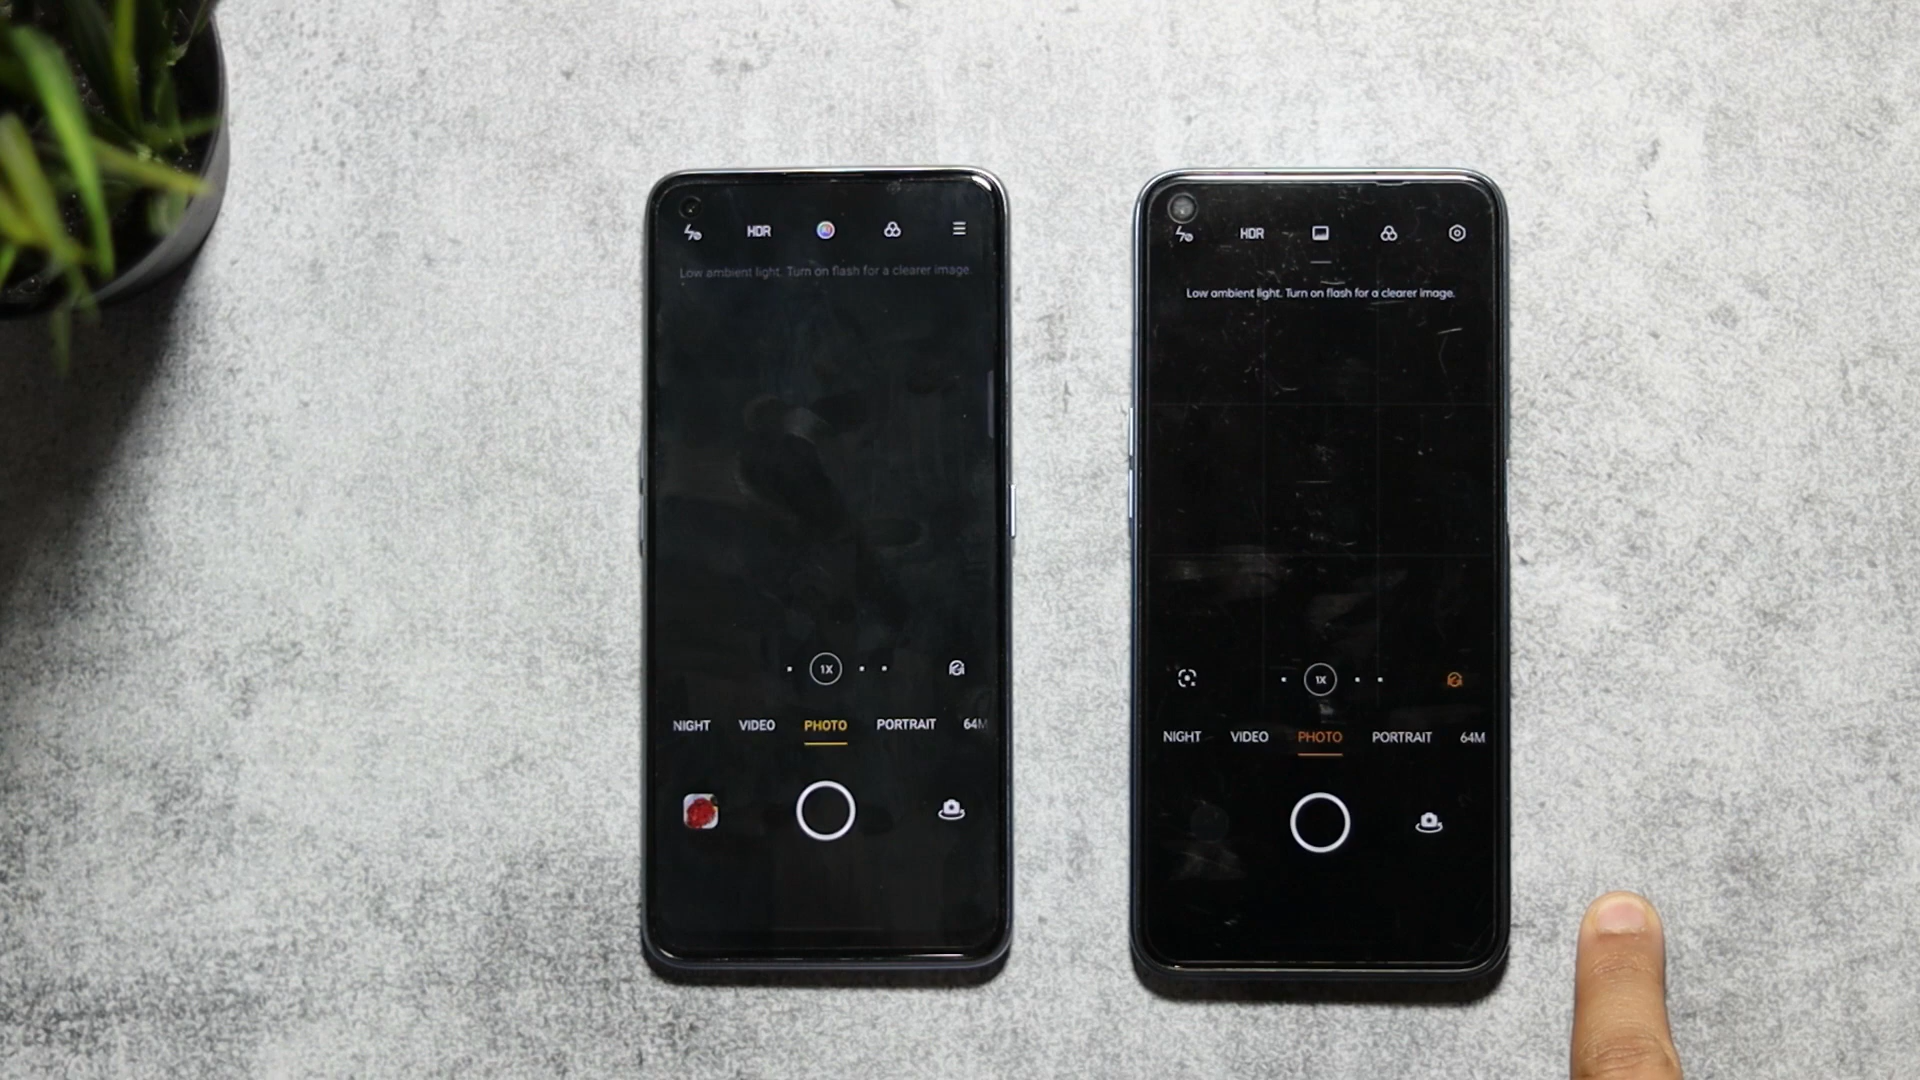 HDR
Low ambient light. Turn on flash for a clearer image.
1X
NIGHT VIDEO PHOTO PORTRAIT 64M
HDR
Low ambient light. Turn on flash for a clearer image.
1X
NIGHT VIDEO PHOTO PORTRAIT 64M